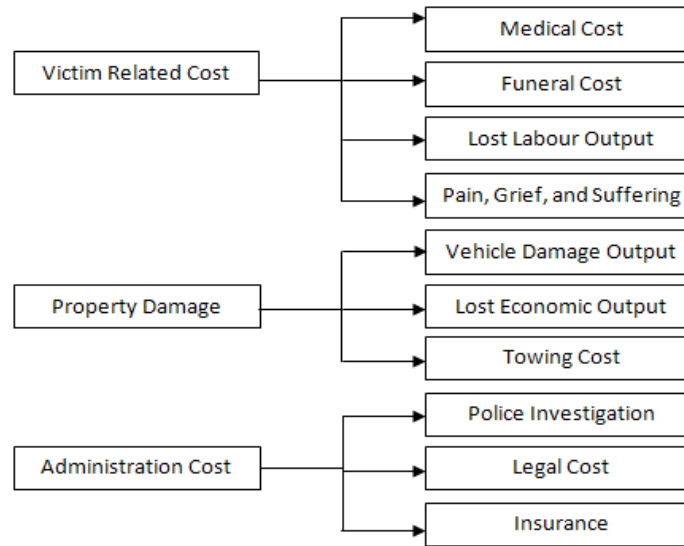 Victim Related Cost
Medical Cost
Funeral Cost
Lost Labour Output
Pain, Grief, and Suffering
Property Damage
Vehicle Damage Output
Lost Economic Output
Towing Cost
Administration Cost
Police Investigation
Legal Cost
Insurance